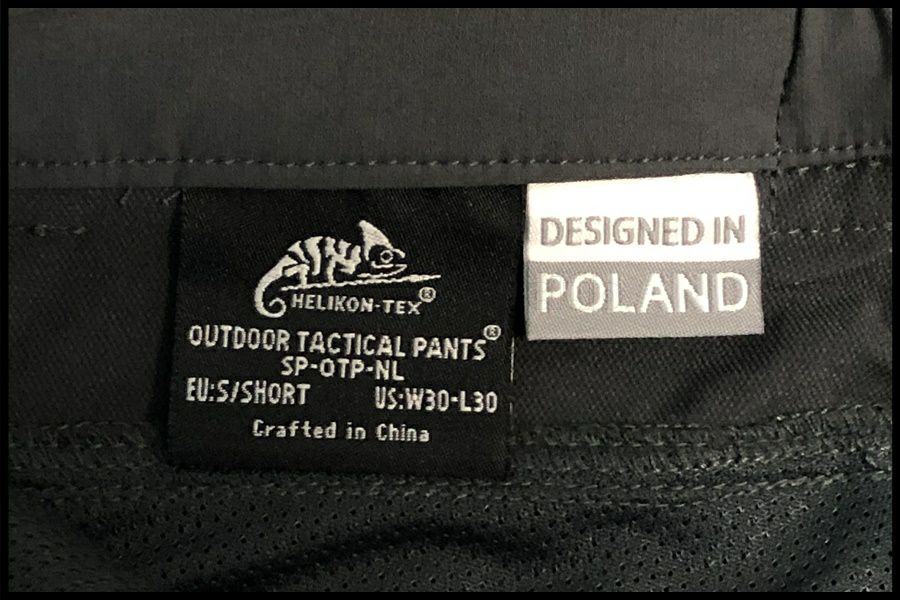 HELIKON-TEX®
OUTDOOR TACTICAL PANTS®
SP-OTP-NL
EU:S/SHORT US:W30-L30
Crafted in China
DESIGNED IN
POLAND